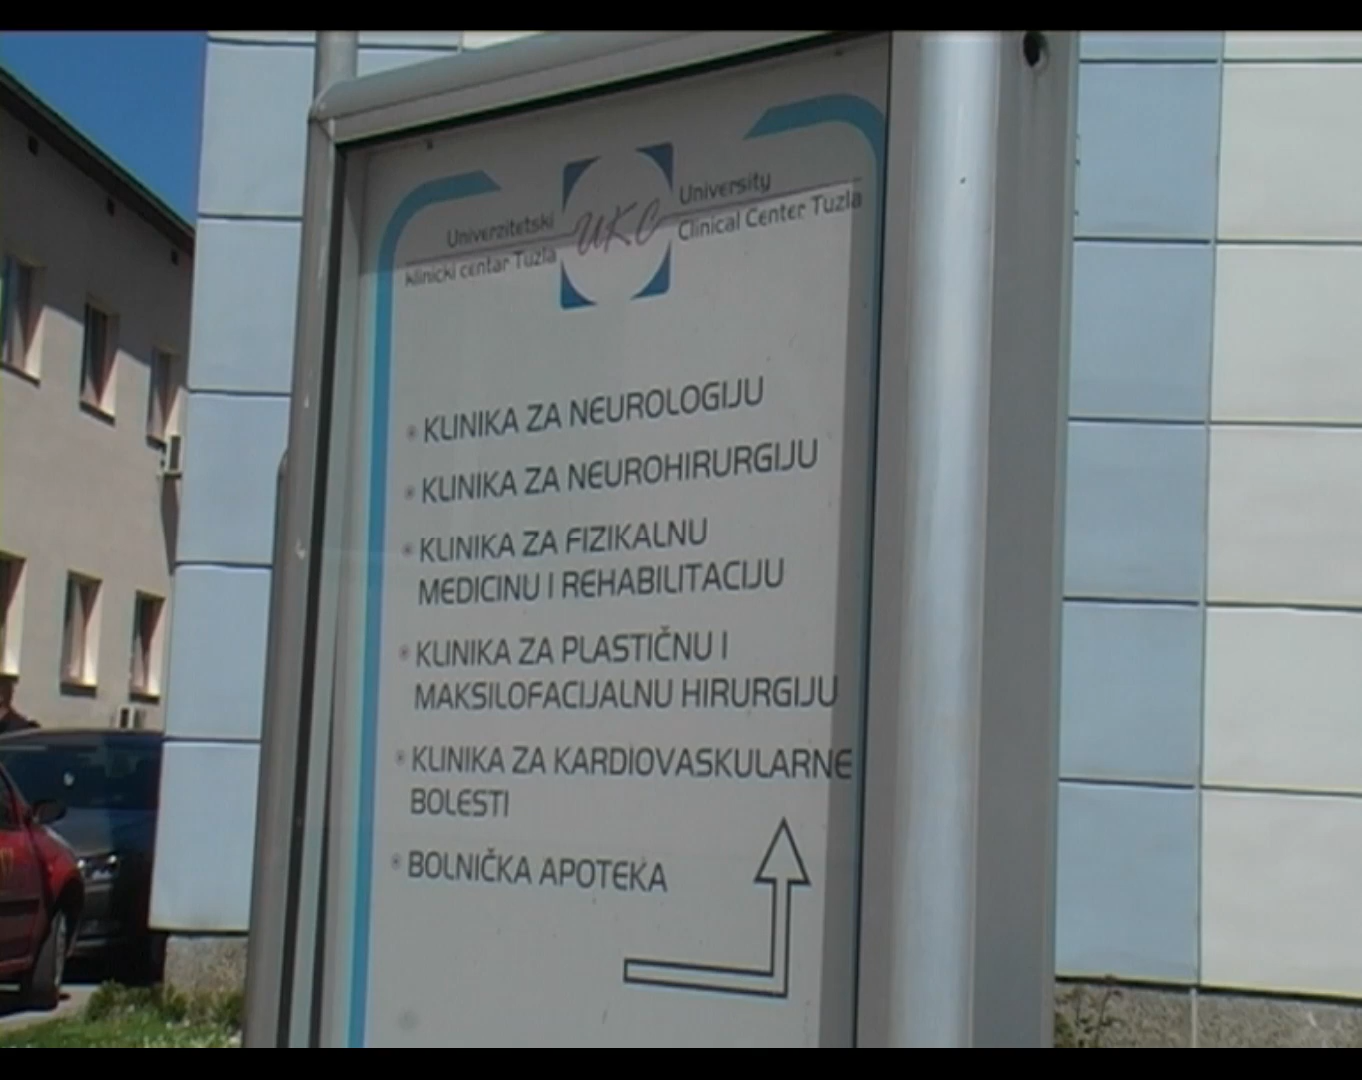 Univerzitetski
klinicki centar Tuzla
UKC
University
Clinical Center Tuzla
KLINIKA ZA NEUROLOGIJU
KLINIKA ZA NEUROHIRURGIJU
KLINIKA ZA FIZIKALNU
MEDICINU I REHABILITACIJU
KLINIKA ZA PLASTIČNU I
MAKSILOFACIJALNU HIRURGIJU
KLINIKA ZA KARDIOVASKULARNE
BOLESTI
BOLNIČKA APOTEKA